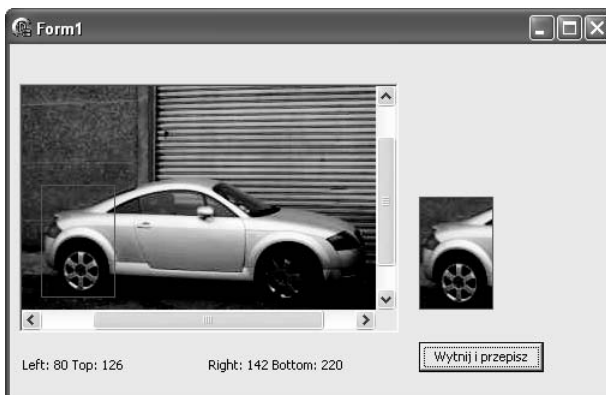 Form1
Wytnij i przepisz
Left: 80 Top: 126
Right: 142 Bottom: 220